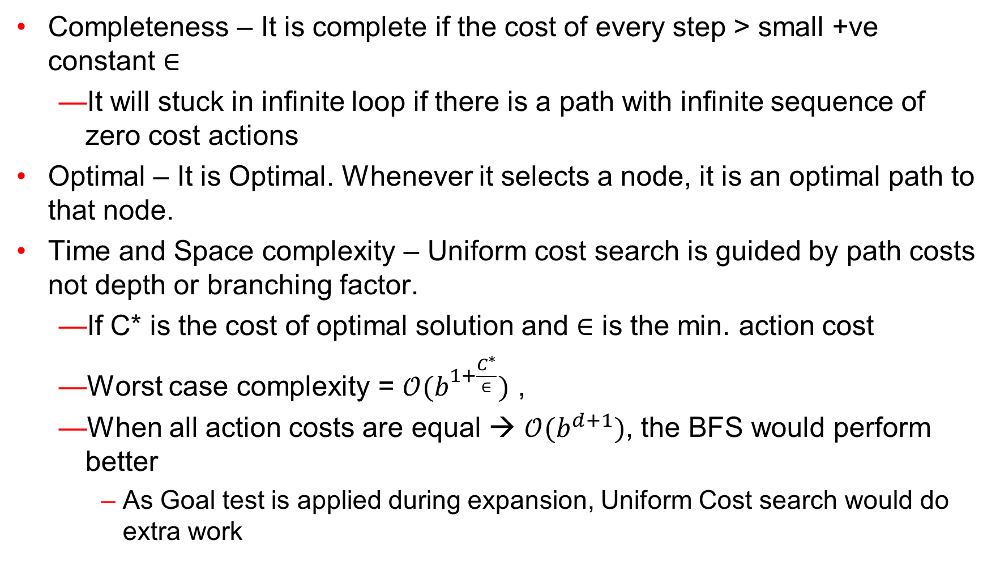 • Completeness – It is complete if the cost of every step > small +ve
constant ∈
—It will stuck in infinite loop if there is a path with infinite sequence of
zero cost actions
• Optimal – It is Optimal. Whenever it selects a node, it is an optimal path to
that node.
• Time and Space complexity – Uniform cost search is guided by path costs
not depth or branching factor.
—If C* is the cost of optimal solution and ∈ is the min. action cost
—Worst case complexity = 𝒪(b^{1+\frac{C^*}{∈}}) ,
—When all action costs are equal → 𝒪(b^{d+1}), the BFS would perform
better
– As Goal test is applied during expansion, Uniform Cost search would do
extra work